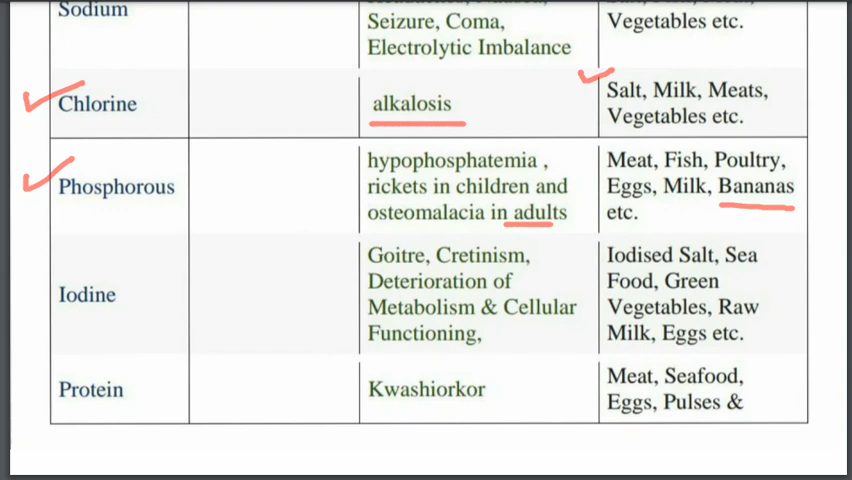 Sodium
Seizure, Coma,
Electrolytic Imbalance
Vegetables etc.
Chlorine
alkalosis
Salt, Milk, Meats,
Vegetables etc.
Phosphorous
hypophosphatemia ,
rickets in children and
osteomalacia in adults
Meat, Fish, Poultry,
Eggs, Milk, Bananas
etc.
Iodine
Goitre, Cretinism,
Deterioration of
Metabolism & Cellular
Functioning,
Iodised Salt, Sea
Food, Green
Vegetables, Raw
Milk, Eggs etc.
Protein
Kwashiorkor
Meat, Seafood,
Eggs, Pulses &